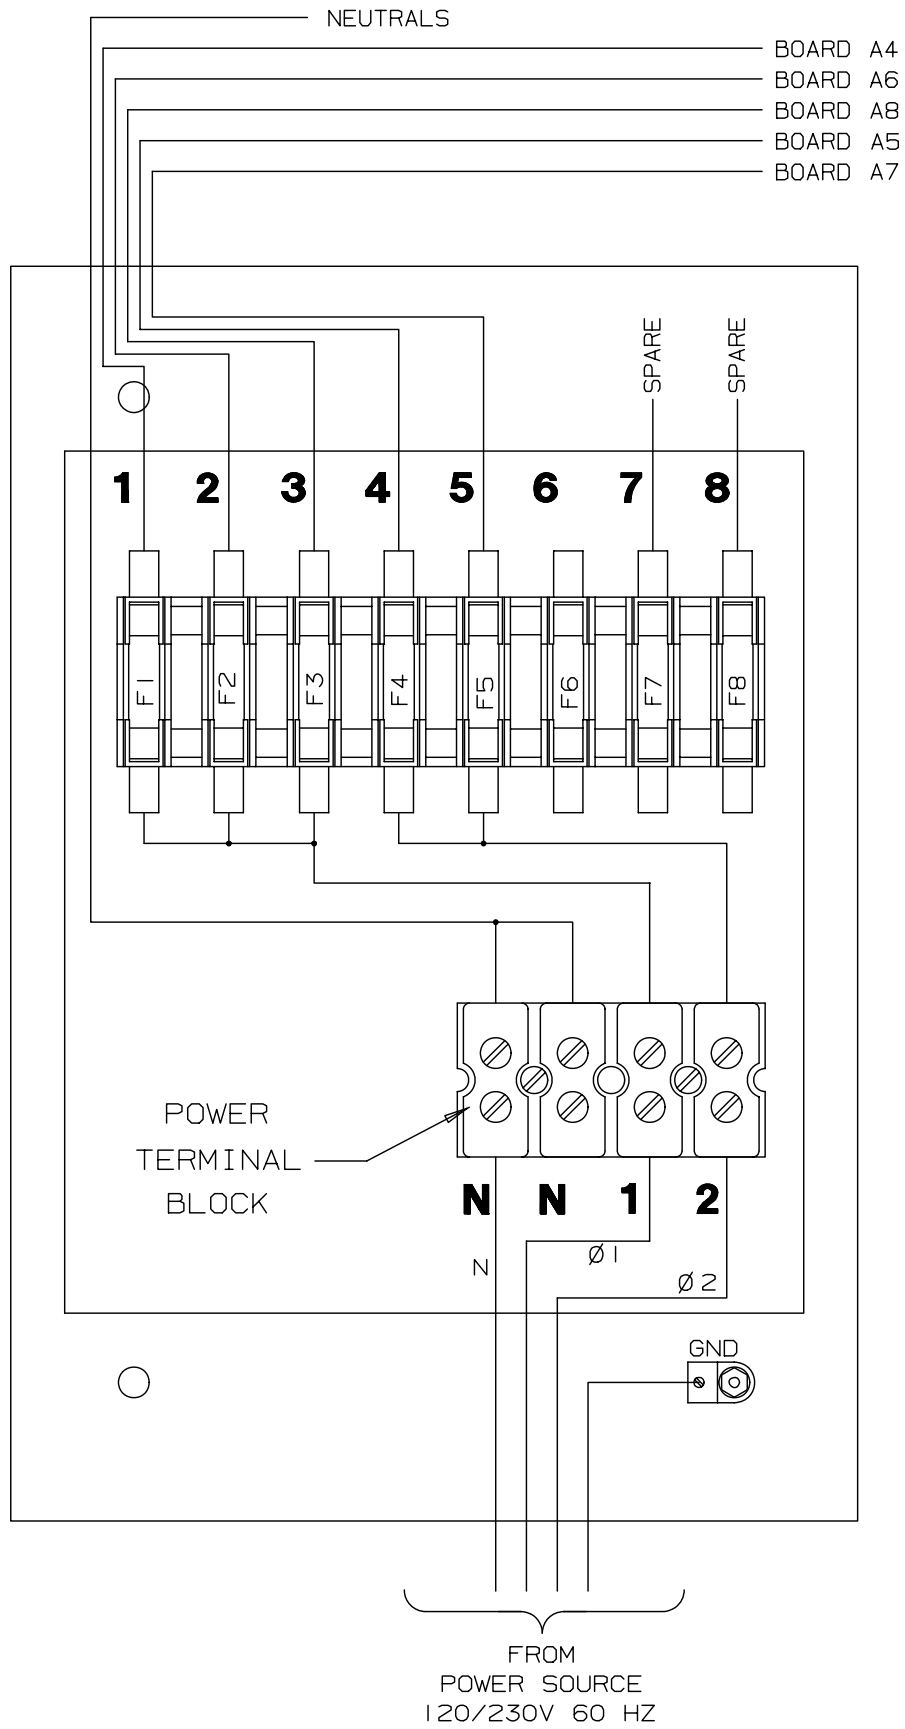 NEUTRALS
BOARD A4
BOARD A6
BOARD A8
BOARD A5
BOARD A7
SPARE
SPARE
1 2 3 4 5 6 7 8
F1 F2 F3 F4 F5 F6 F7 F8
POWER
TERMINAL
BLOCK
N N 1 2
N
Ø1
Ø2
GND
FROM
POWER SOURCE
120/230V 60 HZ